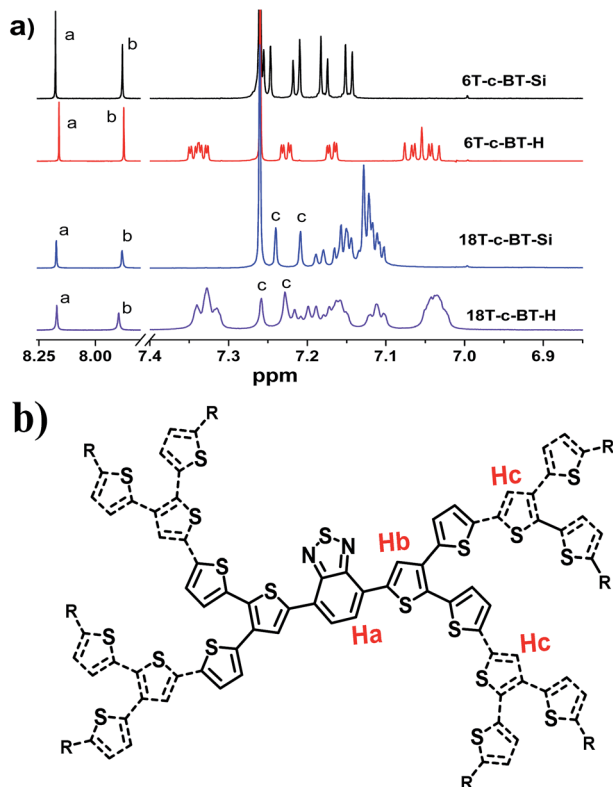 a)
a
b
6T-c-BT-Si
a
b
6T-c-BT-H
a
b
c
c
18T-c-BT-Si
a
b
c
c
18T-c-BT-H
8.25 8.00 7.4 7.3 7.2 7.1 7.0 6.9
ppm
b)
R
R
R
R
S
S
S
S
Hc
S
S
N
N
S
S
R
S
Hb
S
R
S
S
S
Ha
S
S
Hc
R
S
S
S
S
S
R
S
R
R